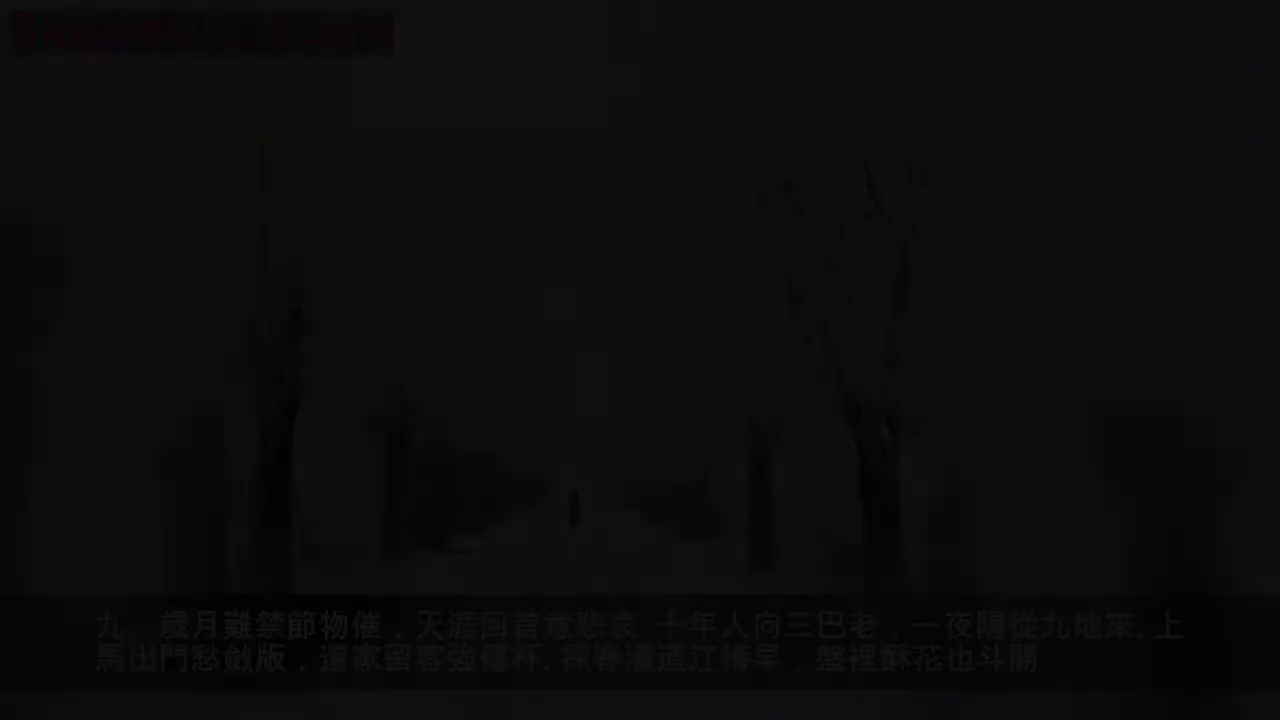 九、歲月難禁節物催，天涯回首意悲哀.十年人向三巴老，一夜陽從九地來.上
馬出門愁斂版，還家留客強傳杯.探春漫道江梅早，盤裡酥花也斗開